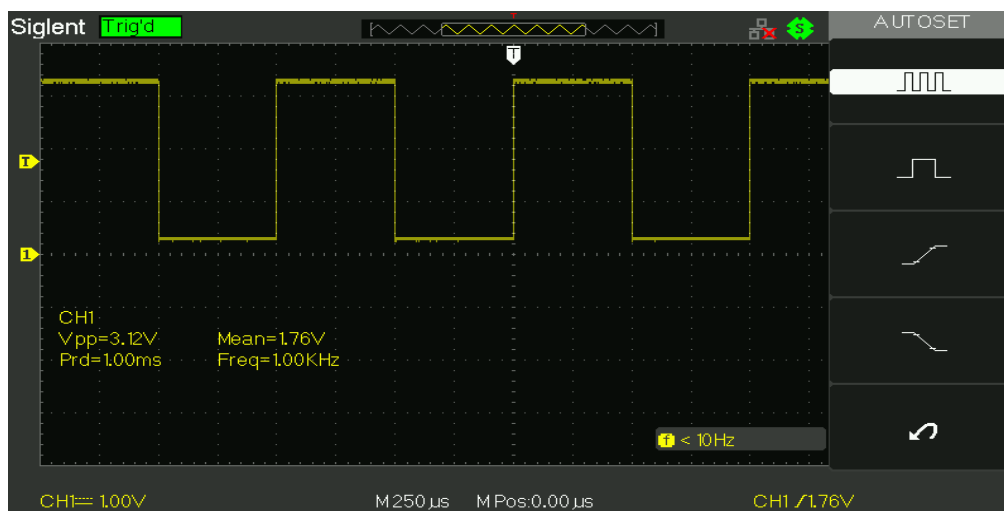 Siglent Trig'd T S AUTOSET
T
T
1
CH1
Vpp=3.12V Mean=1.76V
Prd=1.00ms Freq=1.00KHz
f < 10Hz
CH1 1.00V M 250µs M Pos:0.00µs CH1 /1.76V